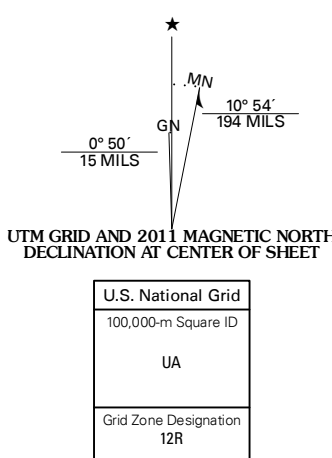 MN
GN
10° 54´
194 MILS
0° 50´
15 MILS
UTM GRID AND 2011 MAGNETIC NORTH
DECLINATION AT CENTER OF SHEET
U.S. National Grid
100,000-m Square ID
UA
Grid Zone Designation
12R